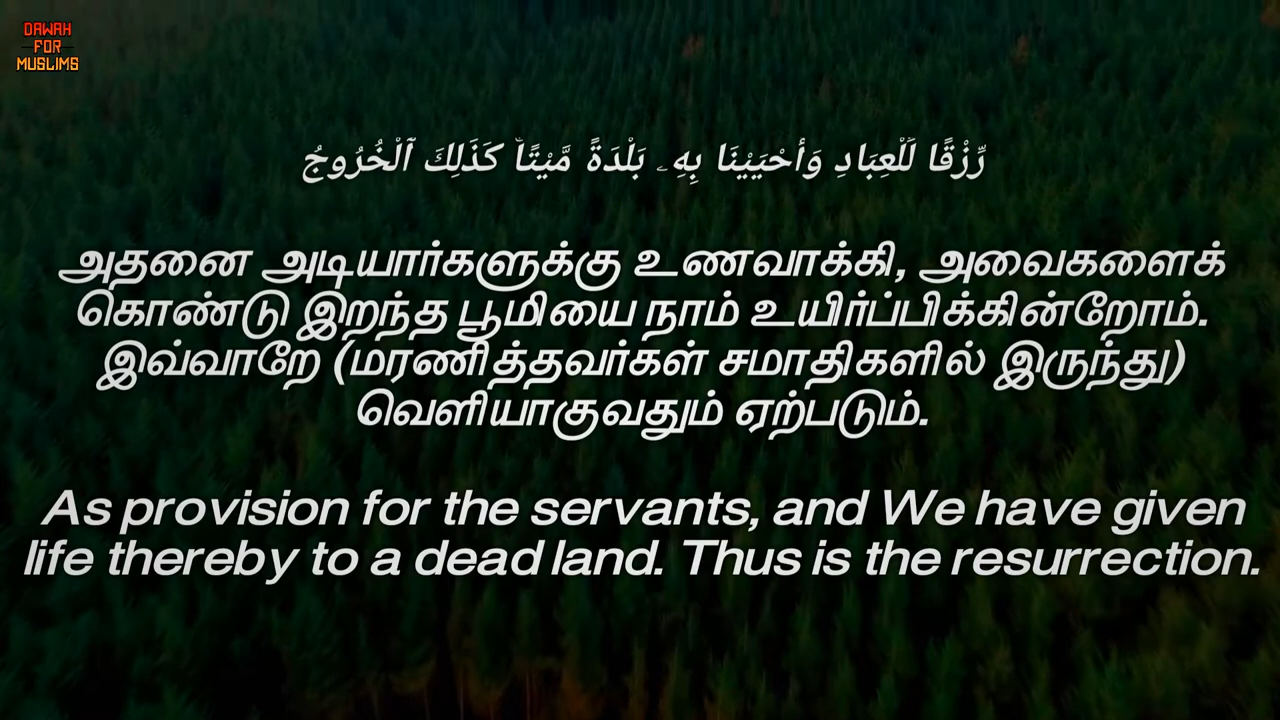 DAWAH
FOR
MUSLIMS
رِّزْقًا لِّلْعِبَادِ وَأَحْيَيْنَا بِهِۦ بَلْدَةً مَّيْتًا ۚ كَذَٰلِكَ ٱلْخُرُوجُ
அதனை அடியார்களுக்கு உணவாக்கி, அவைகளைக்
கொண்டு இறந்த பூமியை நாம் உயிர்ப்பிக்கின்றோம்.
இவ்வாறே (மரணித்தவர்கள் சமாதிகளில் இருந்து)
வெளியாகுவதும் ஏற்படும்.
As provision for the servants, and We have given
life thereby to a dead land. Thus is the resurrection.